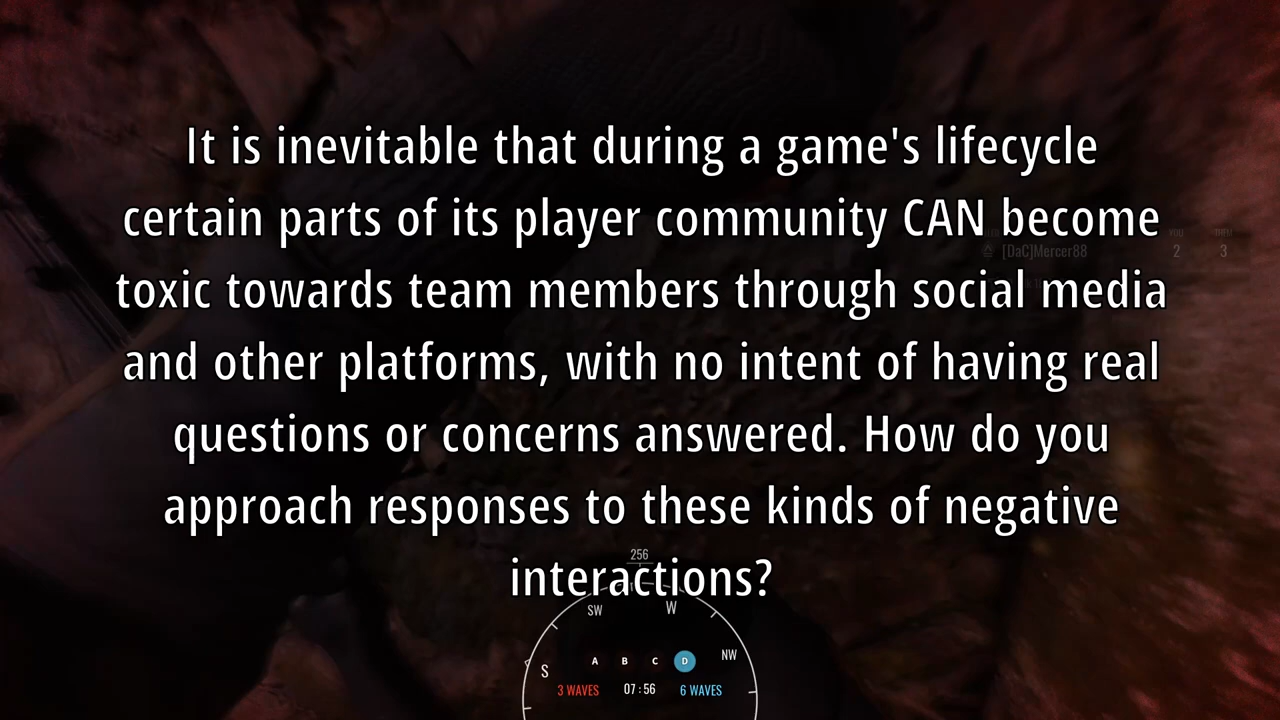 It is inevitable that during a game's lifecycle
certain parts of its player community CAN become
toxic towards team members through social media
and other platforms, with no intent of having real
questions or concerns answered. How do you
approach responses to these kinds of negative
interactions?
YOU
[DaC]Mercer88 2 3
256
SW W
S NW
A B C D
3 WAVES 07:56 6 WAVES